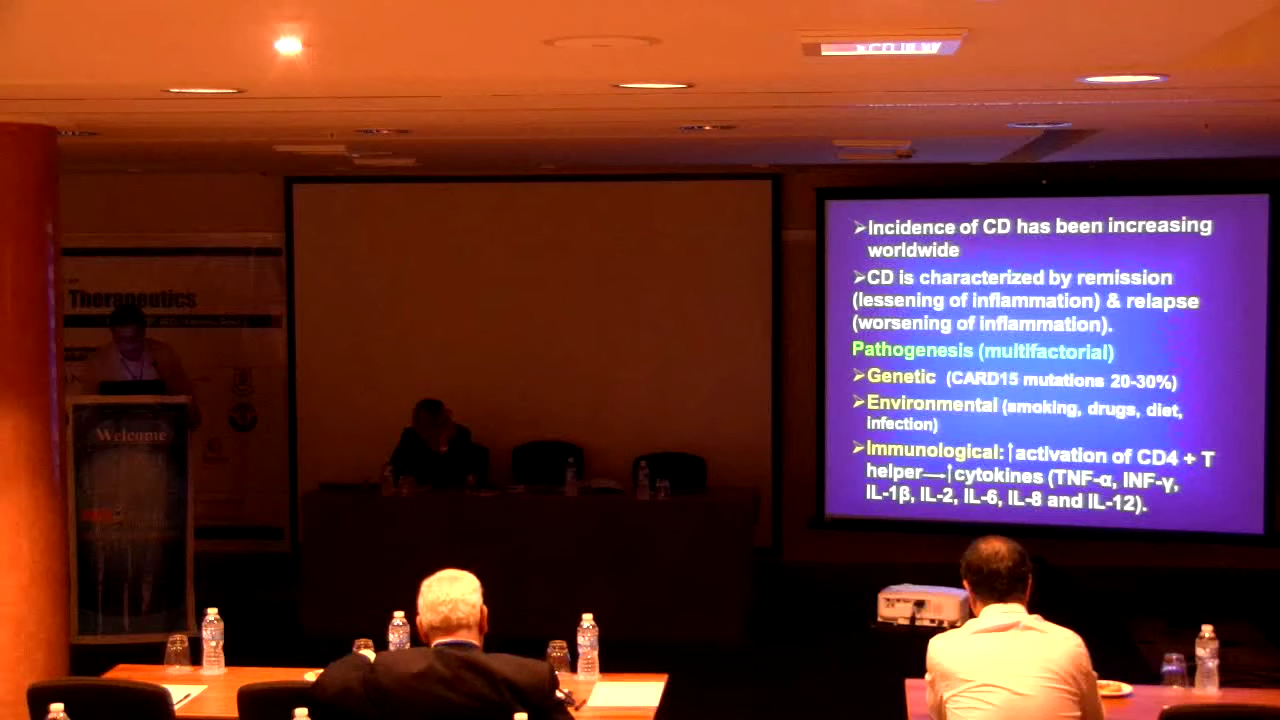 Therapeutics
Welcome
➢Incidence of CD has been increasing
worldwide
➢CD is characterized by remission
(lessening of inflammation) & relapse
(worsening of inflammation).
Pathogenesis (multifactorial)
➢Genetic (CARD15 mutations 20-30%)
➢Environmental (smoking, drugs, diet,
infection)
➢Immunological:↑activation of CD4 + T
helper→↑cytokines (TNF-α, INF-γ,
IL-1β, IL-2, IL-6, IL-8 and IL-12).